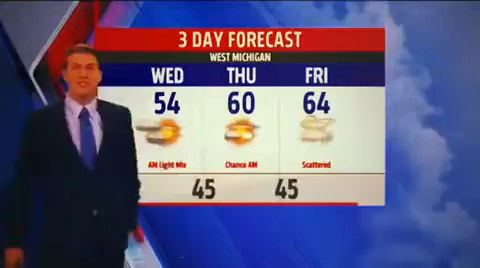 3 DAY FORECAST
WEST MICHIGAN
WED THU FRI
54 60 64
AM Light Mix Chance AM Scattered
45 45